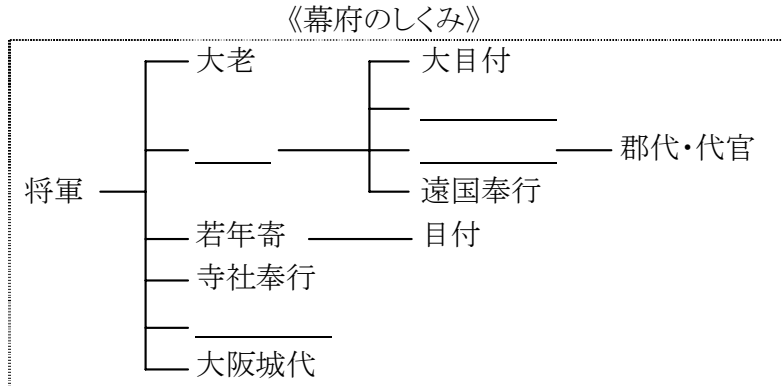 《幕府のしくみ》
大老 大目付
郡代・代官
将軍 遠国奉行
若年寄 目付
寺社奉行
大阪城代